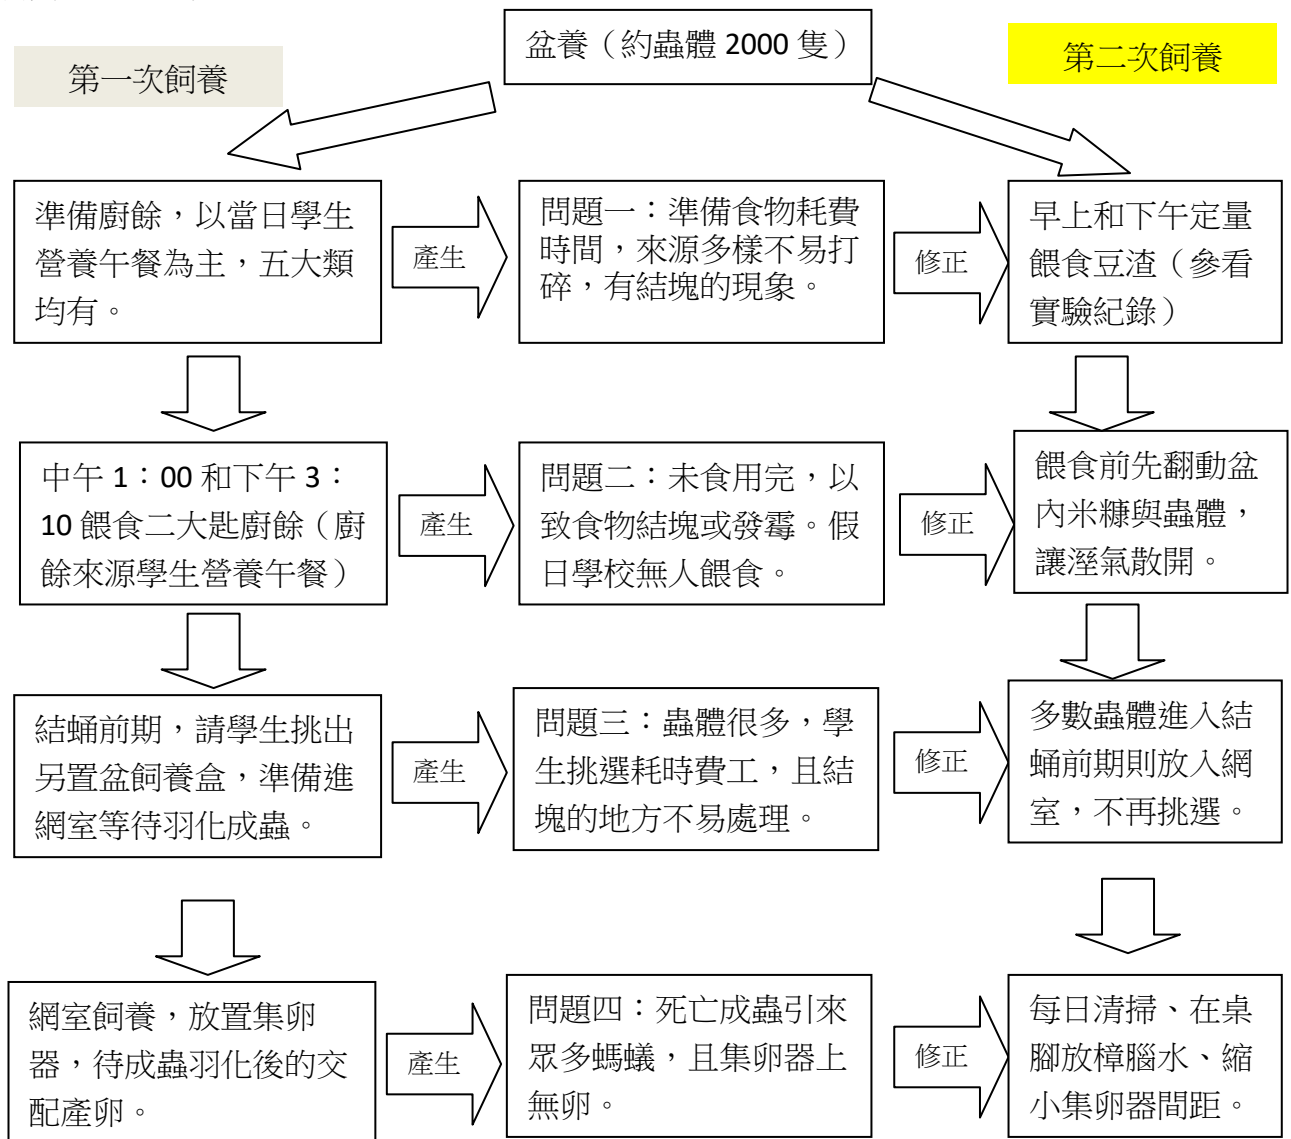 盆養（約蟲體 2000 隻）
第一次飼養
第二次飼養
準備廚餘，以當日學生
營養午餐為主，五大類
均有。
產生
問題一：準備食物耗費
時間，來源多樣不易打
碎，有結塊的現象。
修正
早上和下午定量
餵食豆渣（參看
實驗紀錄）
中午 1：00 和下午 3：
10 餵食二大匙廚餘（廚
餘來源學生營養午餐）
產生
問題二：未食用完，以
致食物結塊或發霉。假
日學校無人餵食。
修正
餵食前先翻動盆
內米糠與蟲體，
讓溼氣散開。
結蛹前期，請學生挑出
另置盆飼養盒，準備進
網室等待羽化成蟲。
產生
問題三：蟲體很多，學
生挑選耗時費工，且結
塊的地方不易處理。
修正
多數蟲體進入結
蛹前期則放入網
室，不再挑選。
網室飼養，放置集卵
器，待成蟲羽化後的交
配產卵。
產生
問題四：死亡成蟲引來
眾多螞蟻，且集卵器上
無卵。
修正
每日清掃、在桌
腳放樟腦水、縮
小集卵器間距。